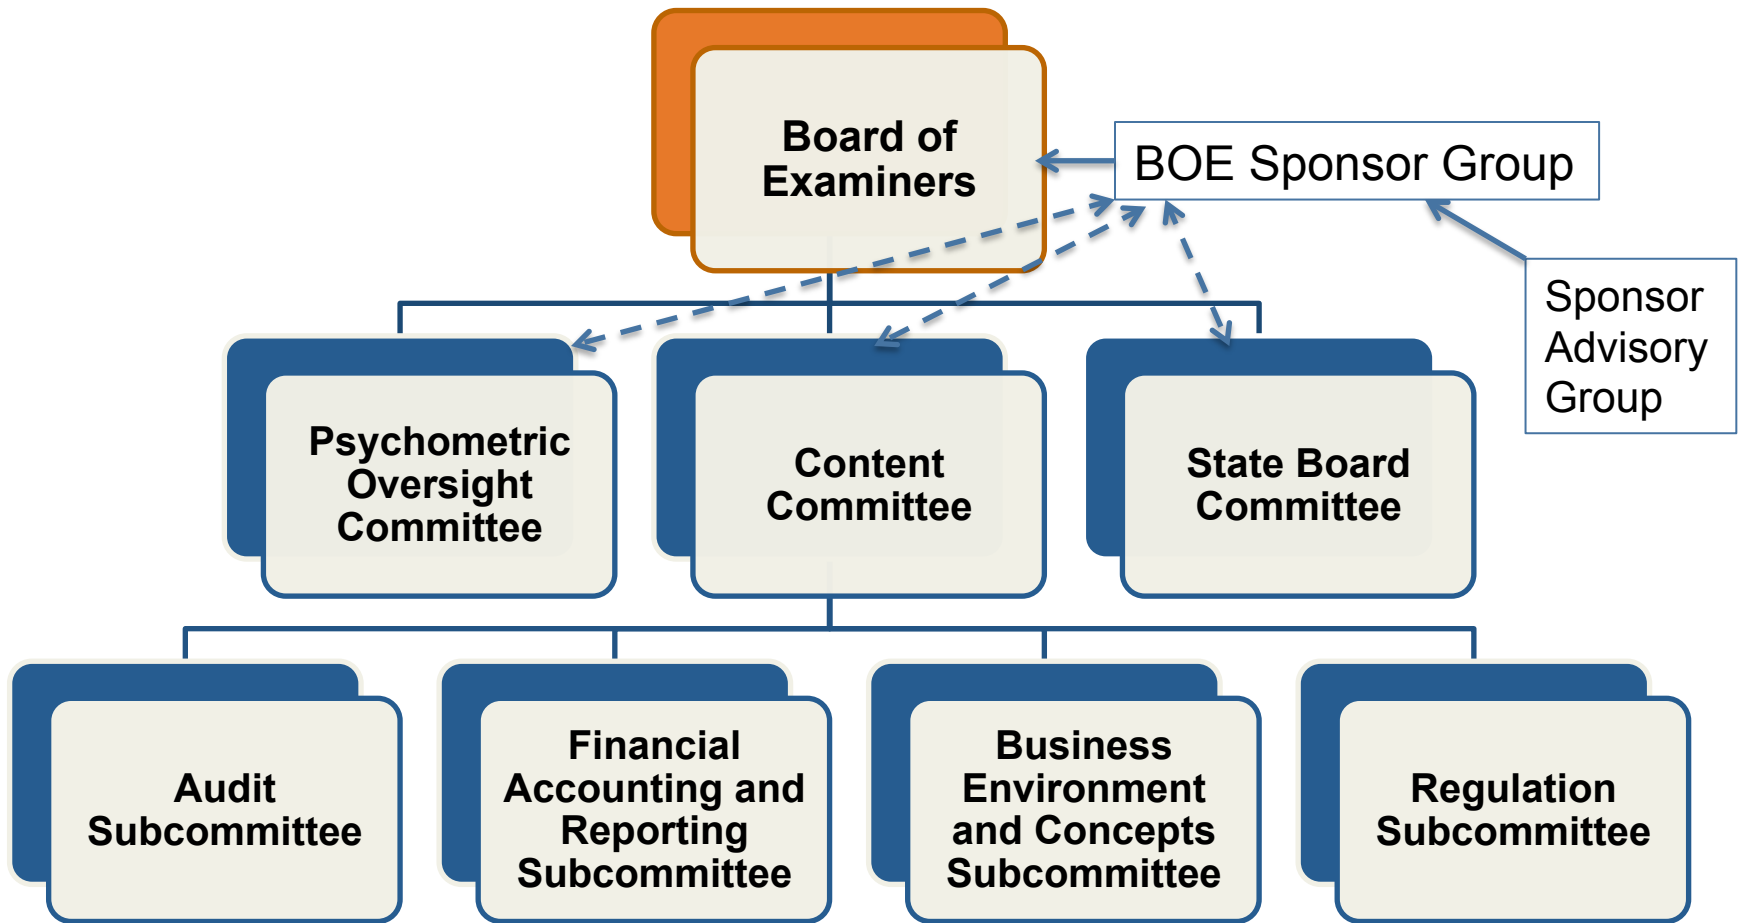 Board of
Examiners
BOE Sponsor Group
Sponsor
Advisory
Group
Psychometric
Oversight
Committee
Content
Committee
State Board
Committee
Audit
Subcommittee
Financial
Accounting and
Reporting
Subcommittee
Business
Environment
and Concepts
Subcommittee
Regulation
Subcommittee